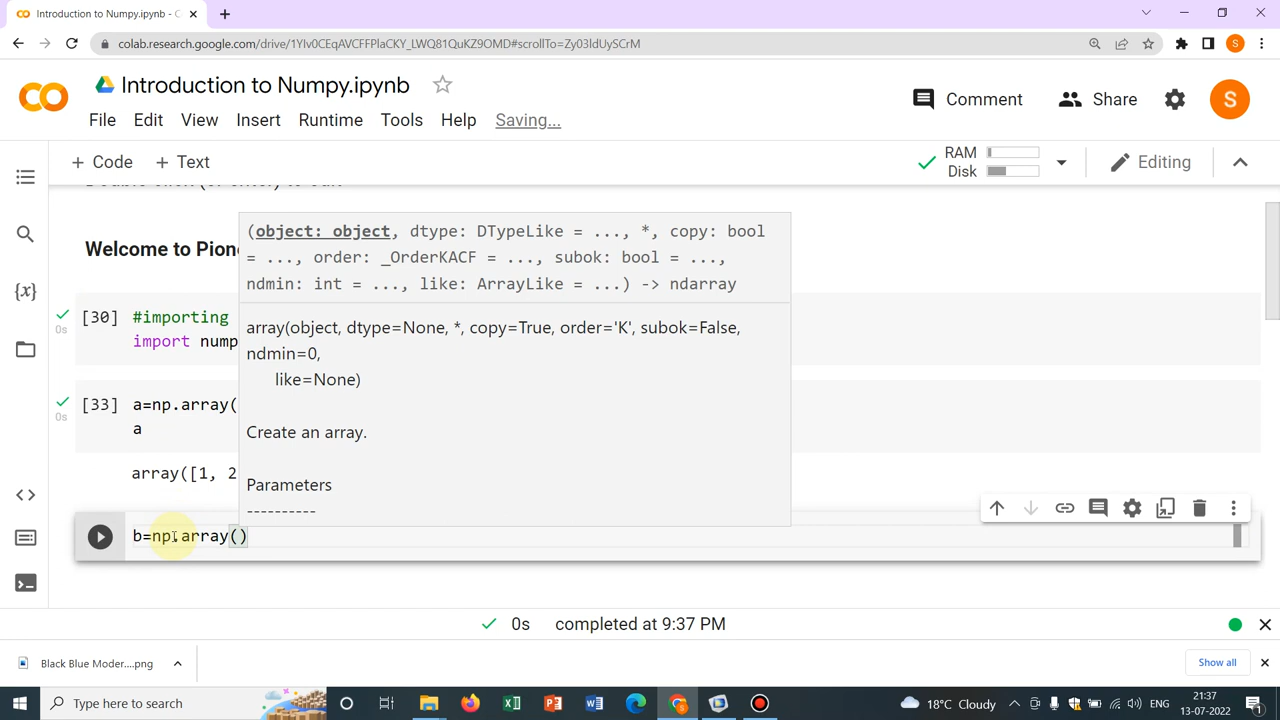 Introduction to Numpy.ipynb - C
colab.research.google.com/drive/1YIv0CEqAVCFFPlaCKY_LWQ81QuKZ9OMD#scrollTo=Zy03ldUySCrM
S
Introduction to Numpy.ipynb
Comment
Share
S
File Edit View Insert Runtime Tools Help Saving...
+ Code + Text
RAM
Disk
Editing
Welcome to Pion
(object: object, dtype: DTypeLike = ..., *, copy: bool
= ..., order: _OrderKACF = ..., subok: bool = ...,
ndmin: int = ..., like: ArrayLike = ...) -> ndarray
array(object, dtype=None, *, copy=True, order='K', subok=False,
ndmin=0,
like=None)
Create an array.
Parameters
----------
[30] #importing
0s
import nump
[33] a=np.array(
0s
a
array([1, 2
b=np.array()
0s completed at 9:37 PM
Black Blue Moder....png
Show all
Type here to search
18°C Cloudy
ENG
21:37
13-07-2022
1